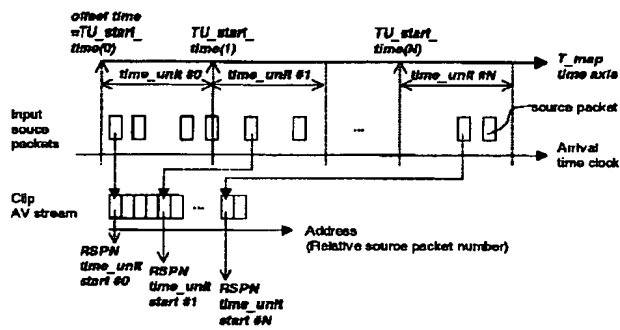 offset time
=TU_start_
time(0)
TU_start_
time(1)
TU_start_
time(N)
T_map
time axis
time_unit #0
time_unit #1
time_unit #N
source packet
Input
souce
packets
...
Arrival
time clock
Clip
AV stream
...
Address
(Relative source packet number)
RSPN
time_unit
start #0
RSPN
time_unit
start #1
RSPN
time_unit
start #N